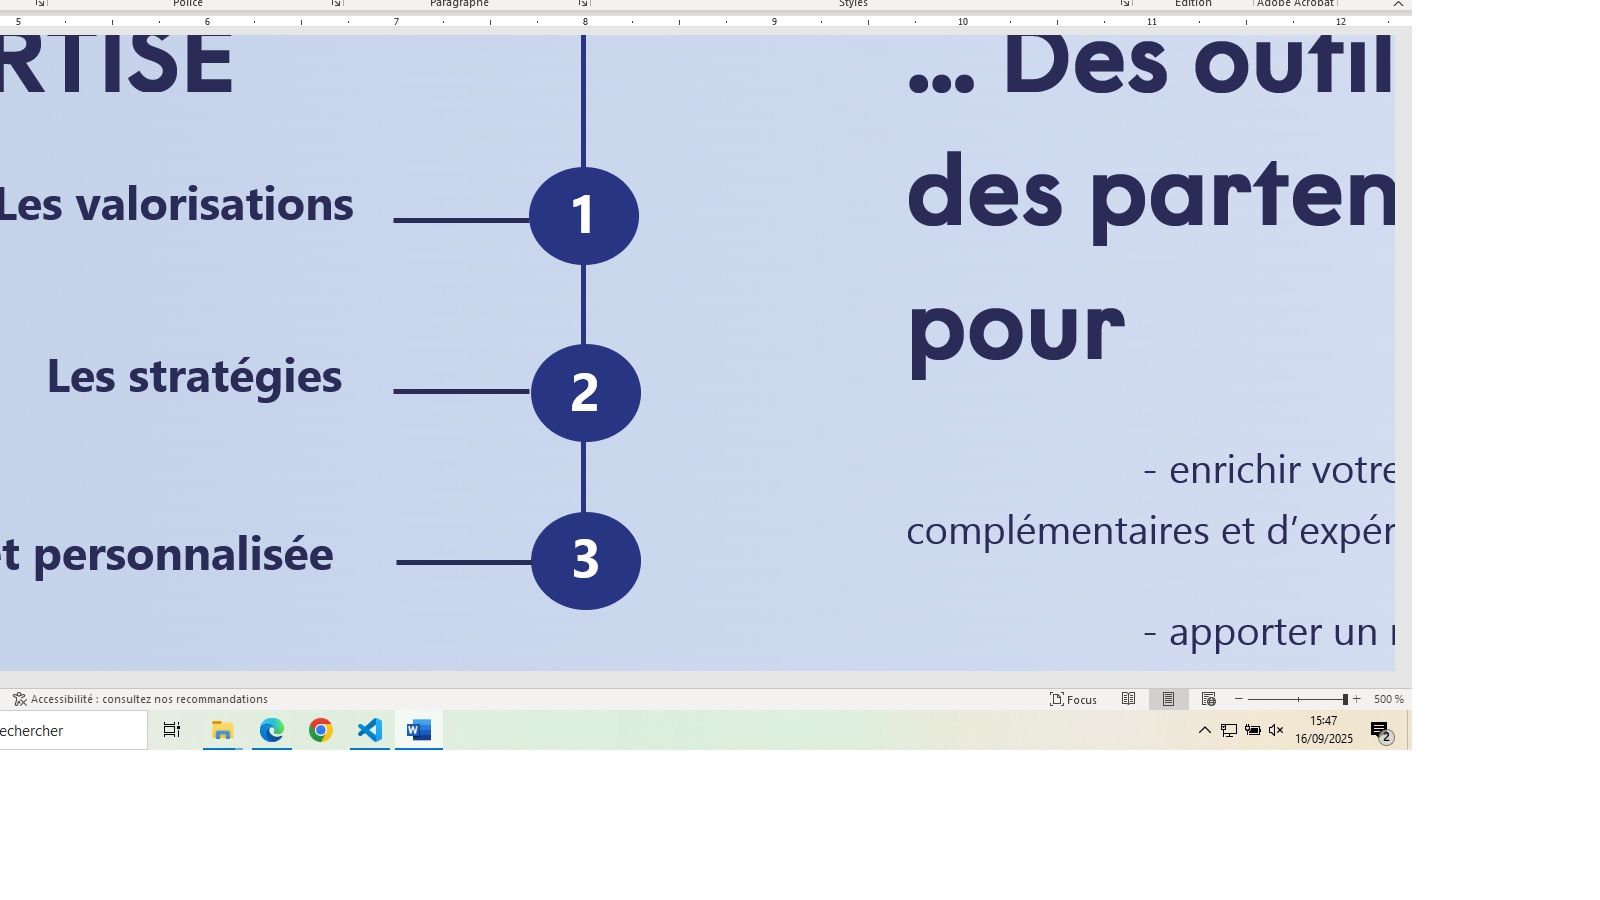 Police
Paragraphe
Styles
Édition
Adobe Acrobat
5 6 7 8 9 10 11 12
RTISE
Les valorisations
1
Les stratégies
2
et personnalisée
3
... Des outil
des parten
pour
- enrichir votre
complémentaires et d’expér
- apporter un
Accessibilité : consultez nos recommandations
Focus
500 %
echercher
15:47
16/09/2025
2